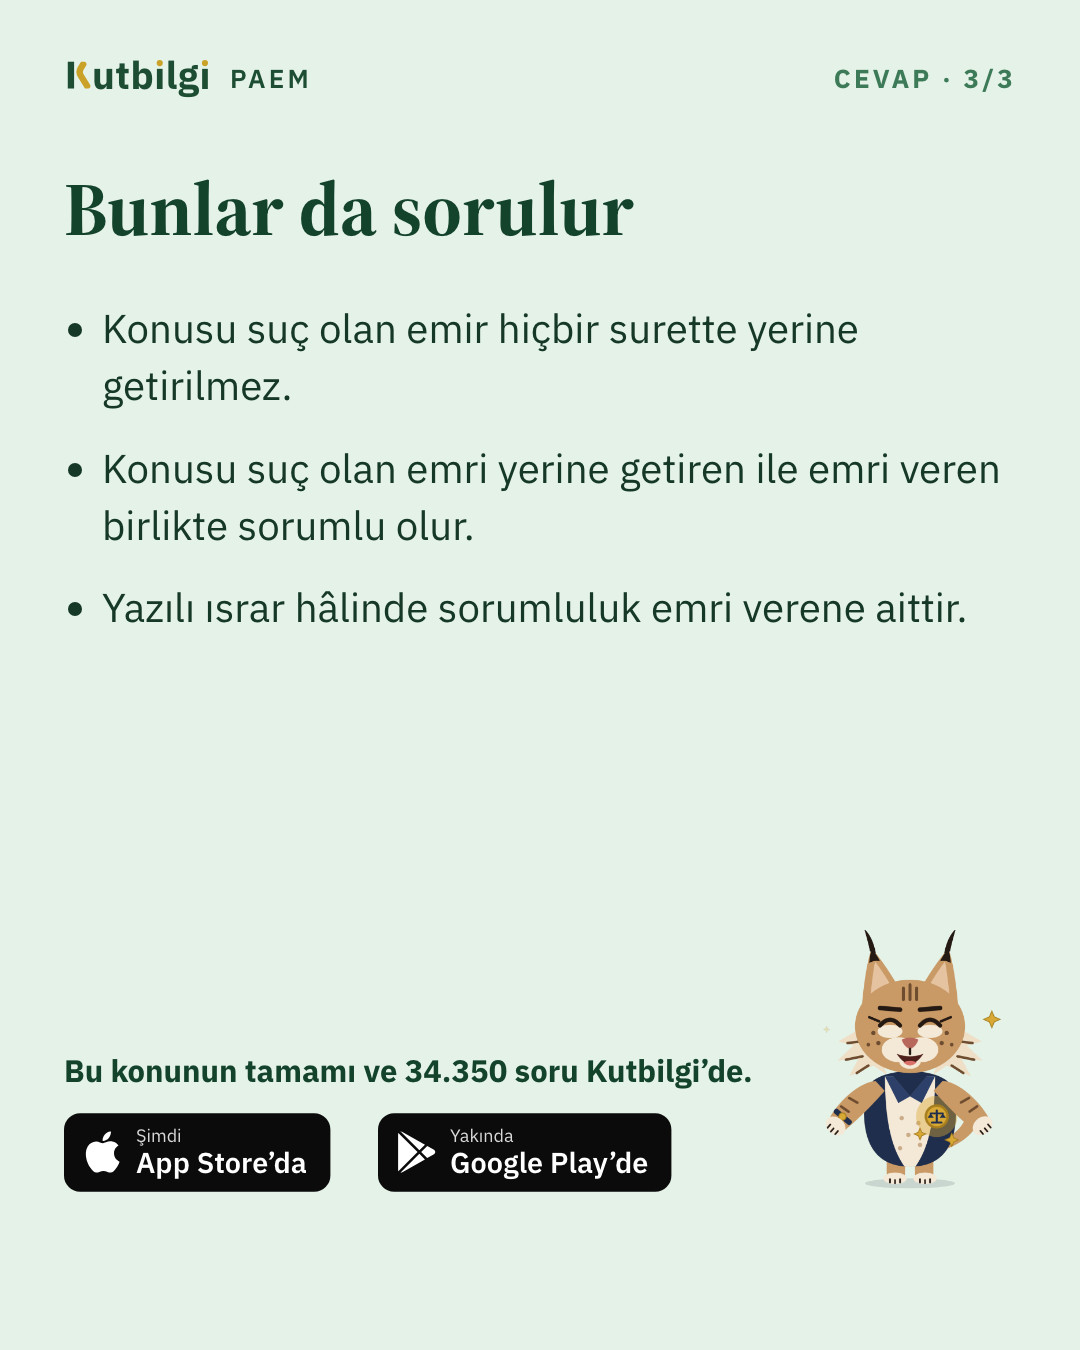 Kutbilgi PAEM
CEVAP · 3/3
Bunlar da sorulur
• Konusu suç olan emir hiçbir surette yerine
getirilmez.
• Konusu suç olan emri yerine getiren ile emri veren
birlikte sorumlu olur.
• Yazılı ısrar hâlinde sorumluluk emri verene aittir.
Bu konunun tamamı ve 34.350 soru Kutbilgi’de.
Şimdi
App Store’da
Yakında
Google Play’de